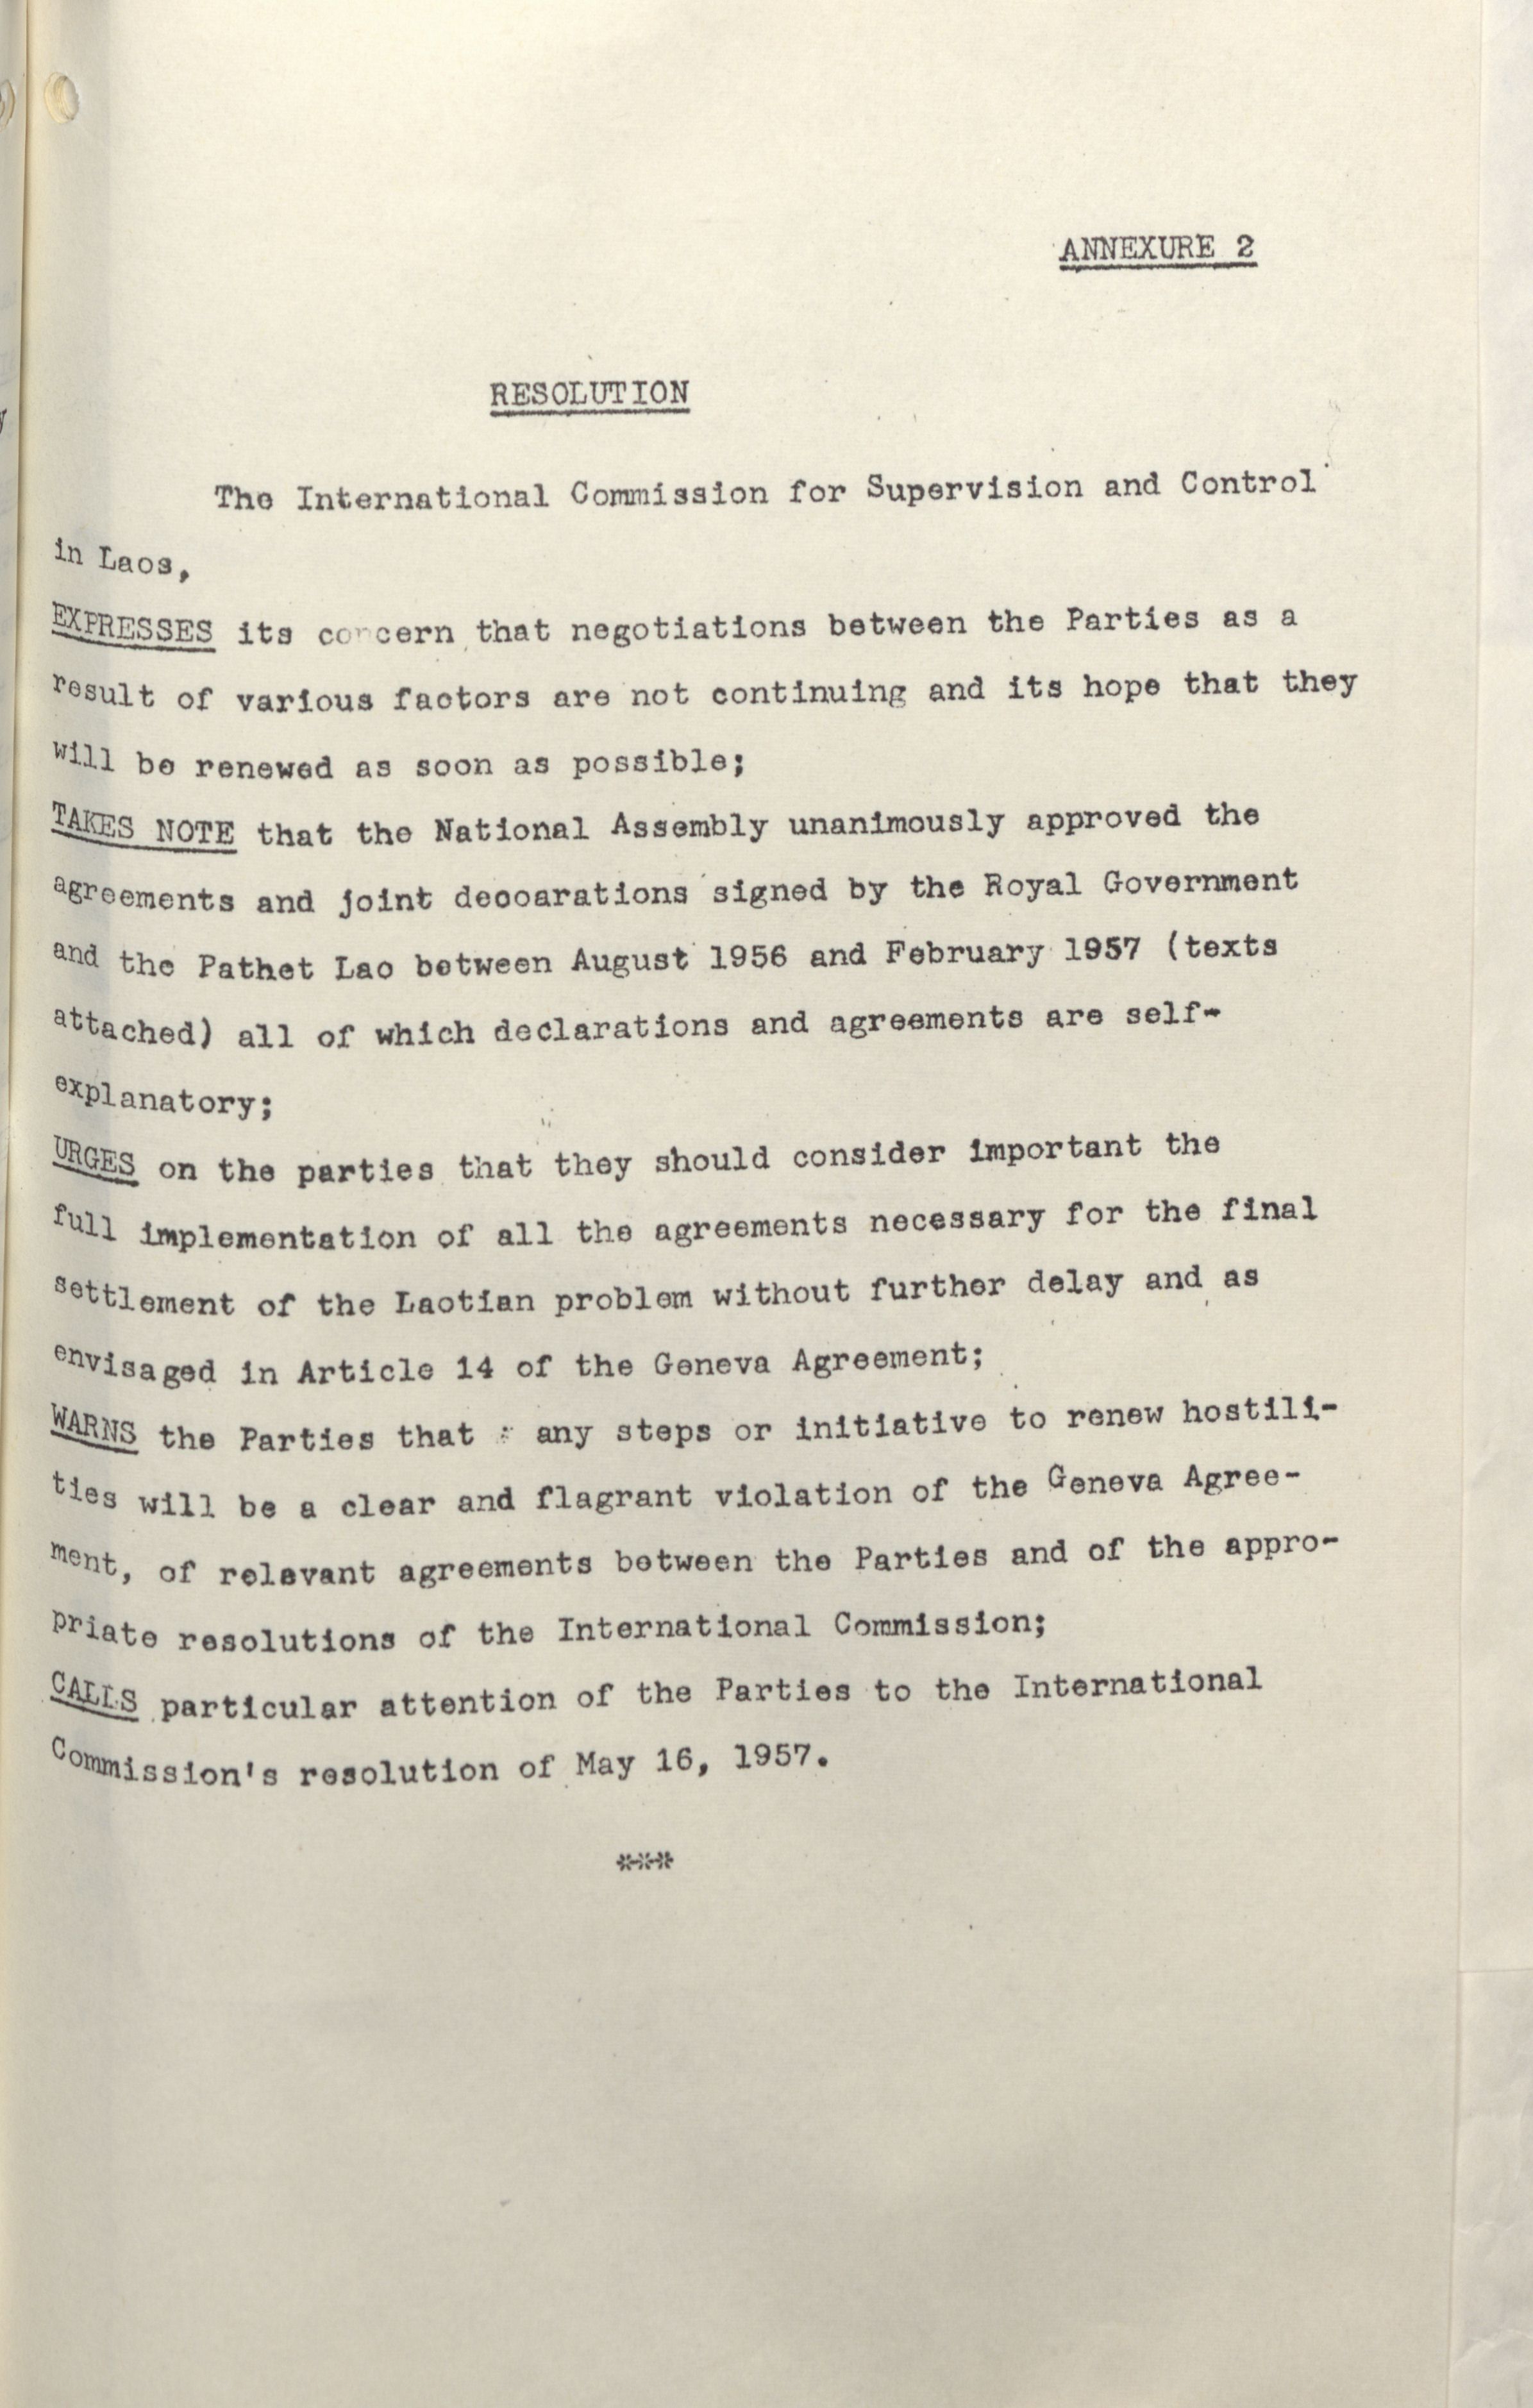 ANNEXURE 2
RESOLUTION
The International Commission for Supervision and Control
in Laos,
EXPRESSES its concern that negotiations between the Parties as a
result of various factors are not continuing and its hope that they
will be renewed as soon as possible;
TAKES NOTE that the National Assembly unanimously approved the
agreements and joint decoarations signed by the Royal Government
and the Pathet Lao between August 1956 and February 1957 (texts
attached) all of which declarations and agreements are self-
explanatory;
URGES on the parties that they should consider important the
full implementation of all the agreements necessary for the final
settlement of the Laotian problem without further delay and as
envisaged in Article 14 of the Geneva Agreement;
WARNS the Parties that any steps or initiative to renew hostili-
ties will be a clear and flagrant violation of the Geneva Agree-
ment, of relevant agreements between the Parties and of the appro-
priate resolutions of the International Commission;
CALLS particular attention of the Parties to the International
Commission's resolution of May 16, 1957.
***